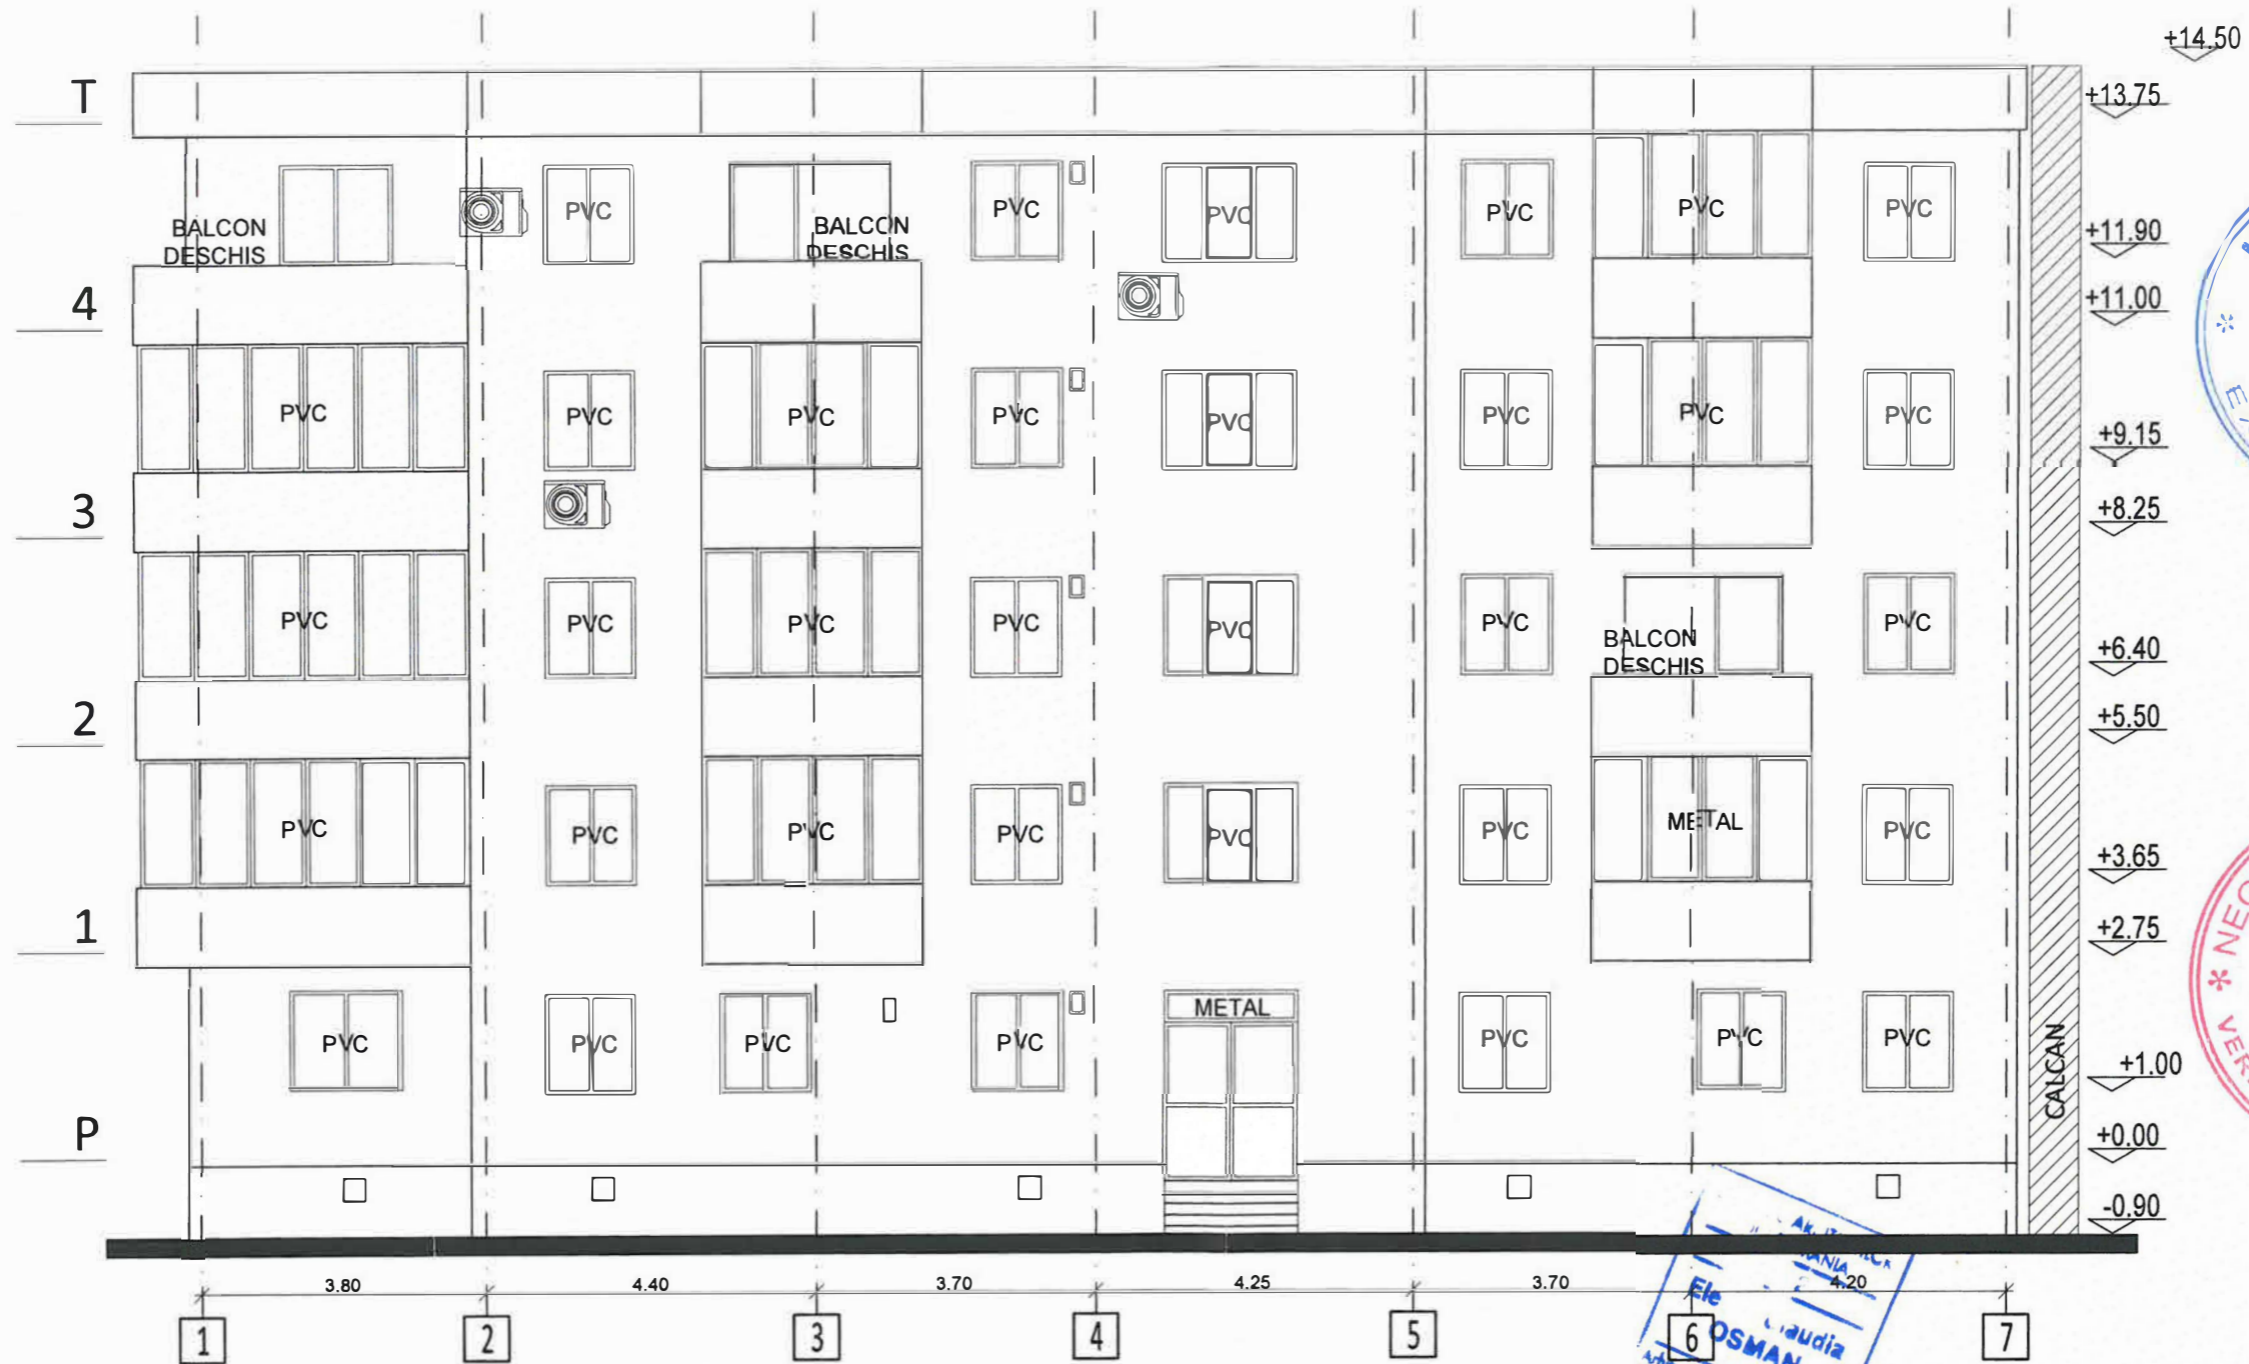 +14.50
T
+13.75
PVC
PVC
PVC
PVC
PVC
PVC
BALCON
DESCHIS
BALCON
DESCHIS
+11.90
4
+11.00
PVC
PVC
PVC
PVC
PVC
PVC
PVC
PVC
+9.15
3
+8.25
PVC
PVC
PVC
PVC
PVC
PVC
BALCON
DESCHIS
PVC
+6.40
2
+5.50
PVC
PVC
PVC
PVC
PVC
PVC
METAL
PVC
+3.65
1
+2.75
METAL
PVC
PVC
PVC
PVC
PVC
PVC
PVC
CALCAN
+1.00
P
+0.00
-0.90
3.80 4.40 3.70 4.25 3.70 4.20
1 2 3 4 5 6 7
Ele
OSMAN